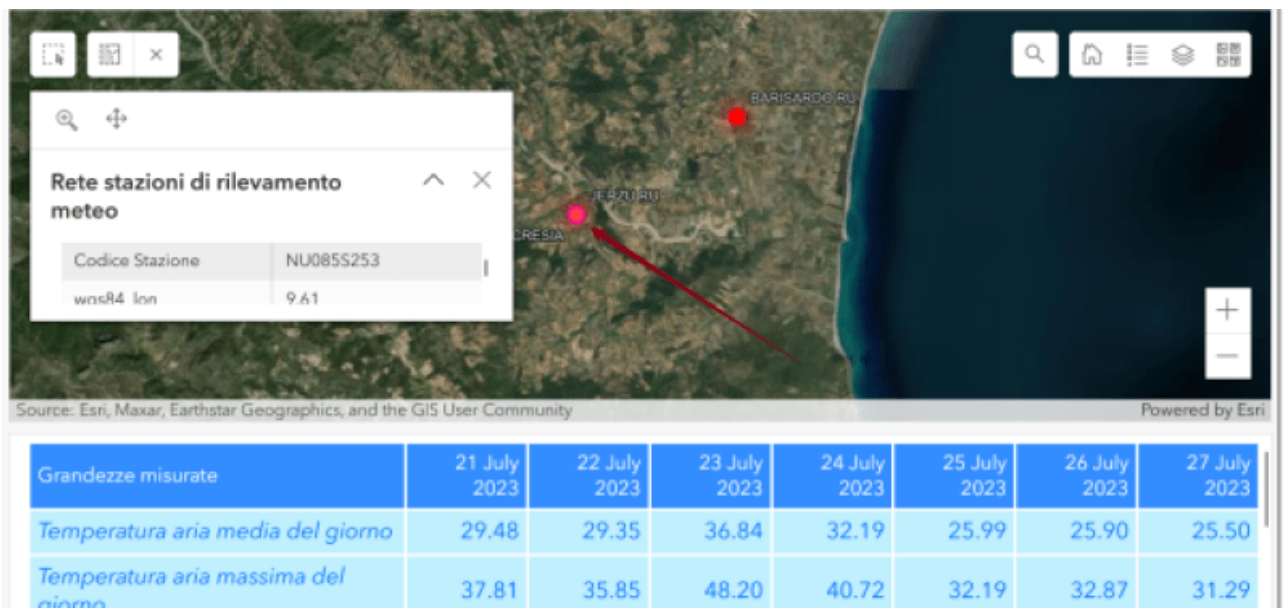 BARISARDO RU
Rete stazioni di rilevamento
meteo
JERZU RU
CRESIA
Codice Stazione NU085S253
wgs84_lon 9.61
Source: Esri, Maxar, Earthstar Geographics, and the GIS User Community Powered by Esri
Grandezze misurate 21 July 2023 22 July 2023 23 July 2023 24 July 2023 25 July 2023 26 July 2023 27 July 2023
Temperatura aria media del giorno 29.48 29.35 36.84 32.19 25.99 25.90 25.50
Temperatura aria massima del
giorno 37.81 35.85 48.20 40.72 32.19 32.87 31.29